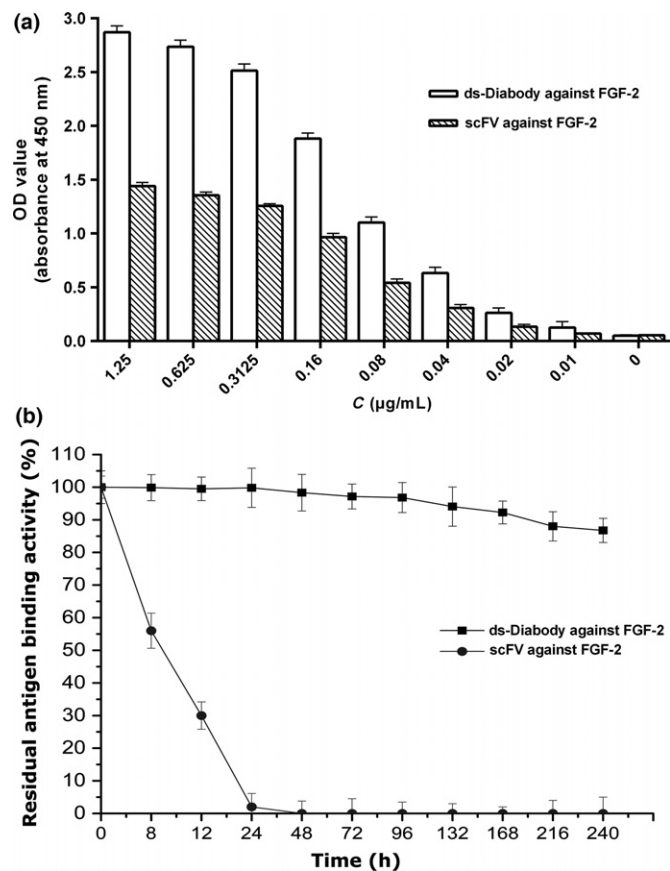 (a)
3.0
2.5
2.0
1.5
1.0
0.5
0.0
OD value
(absorbance at 450 nm)
ds-Diabody against FGF-2
scFV against FGF-2
1.25
0.625
0.3125
0.16
0.08
0.04
0.02
0.01
0
C (µg/mL)
(b)
110
100
90
80
70
60
50
40
30
20
10
0
Residual antigen binding activity (%)
ds-Diabody against FGF-2
scFV against FGF-2
0 8 12 24 48 72 96 132 168 216 240
Time (h)